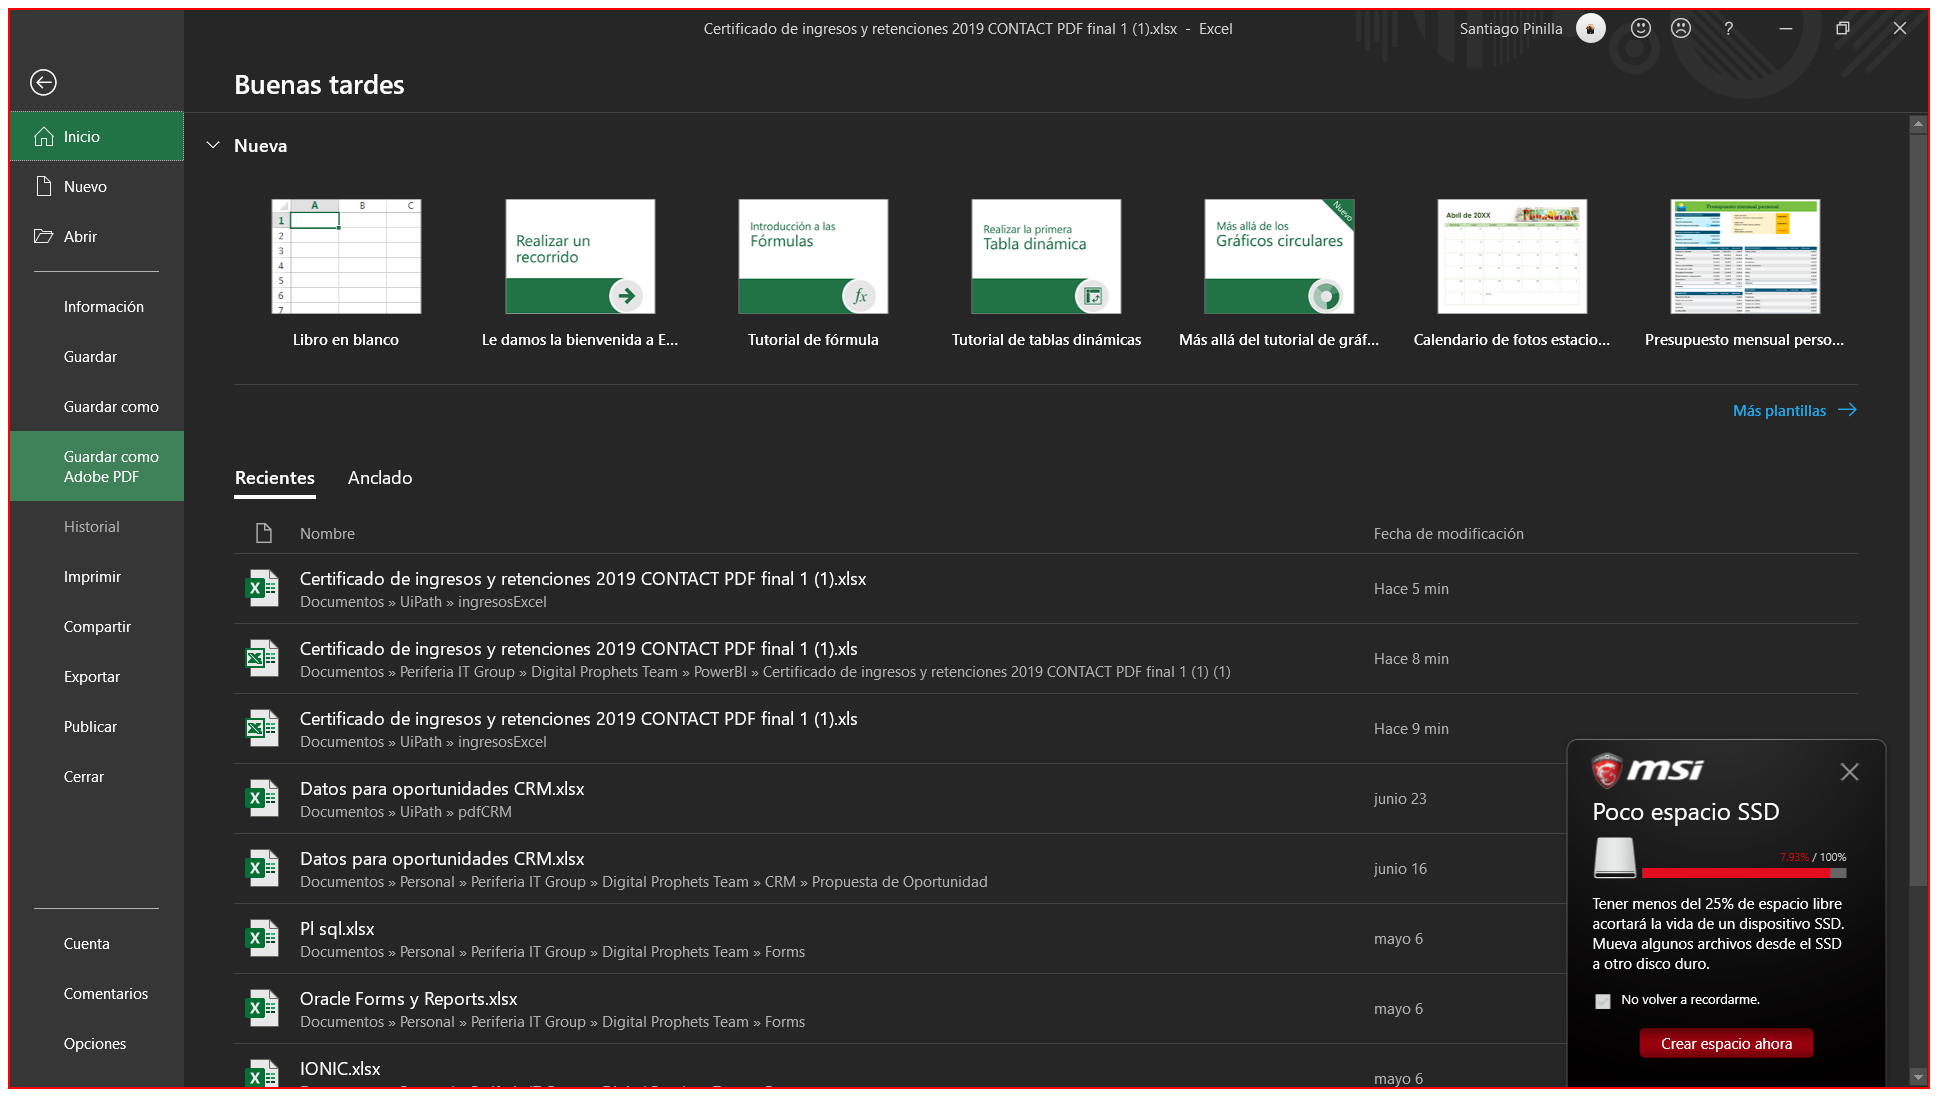 Certificado de ingresos y retenciones 2019 CONTACT PDF final 1 (1).xlsx - Excel
Santiago Pinilla
?
Buenas tardes
Inicio
Nuevo
Abrir
Información
Guardar
Guardar como
Guardar como
Adobe PDF
Historial
Imprimir
Compartir
Exportar
Publicar
Cerrar
Cuenta
Comentarios
Opciones
Nueva
A B C
1
2
3
4
5
6
7
Libro en blanco
Realizar un
recorrido
Le damos la bienvenida a E...
Introducción a las
Fórmulas
fx
Tutorial de fórmula
Realizar la primera
Tabla dinámica
Tutorial de tablas dinámicas
Nuevo
Más allá de los
Gráficos circulares
Más allá del tutorial de gráf...
Abril de 20XX
Calendario de fotos estacio...
Presupuesto mensual personal
Presupuesto mensual perso...
Más plantillas
Recientes Anclado
Nombre Fecha de modificación
Certificado de ingresos y retenciones 2019 CONTACT PDF final 1 (1).xlsx
Documentos » UiPath » ingresosExcel
Hace 5 min
Certificado de ingresos y retenciones 2019 CONTACT PDF final 1 (1).xls
Documentos » Periferia IT Group » Digital Prophets Team » PowerBI » Certificado de ingresos y retenciones 2019 CONTACT PDF final 1 (1) (1)
Hace 8 min
Certificado de ingresos y retenciones 2019 CONTACT PDF final 1 (1).xls
Documentos » UiPath » ingresosExcel
Hace 9 min
Datos para oportunidades CRM.xlsx
Documentos » UiPath » pdfCRM
junio 23
Datos para oportunidades CRM.xlsx
Documentos » Personal » Periferia IT Group » Digital Prophets Team » CRM » Propuesta de Oportunidad
junio 16
Pl sql.xlsx
Documentos » Personal » Periferia IT Group » Digital Prophets Team » Forms
mayo 6
Oracle Forms y Reports.xlsx
Documentos » Personal » Periferia IT Group » Digital Prophets Team » Forms
mayo 6
IONIC.xlsx
mayo 6
msi
Poco espacio SSD
7.93% / 100%
Tener menos del 25% de espacio libre
acortará la vida de un dispositivo SSD.
Mueva algunos archivos desde el SSD
a otro disco duro.
No volver a recordarme.
Crear espacio ahora